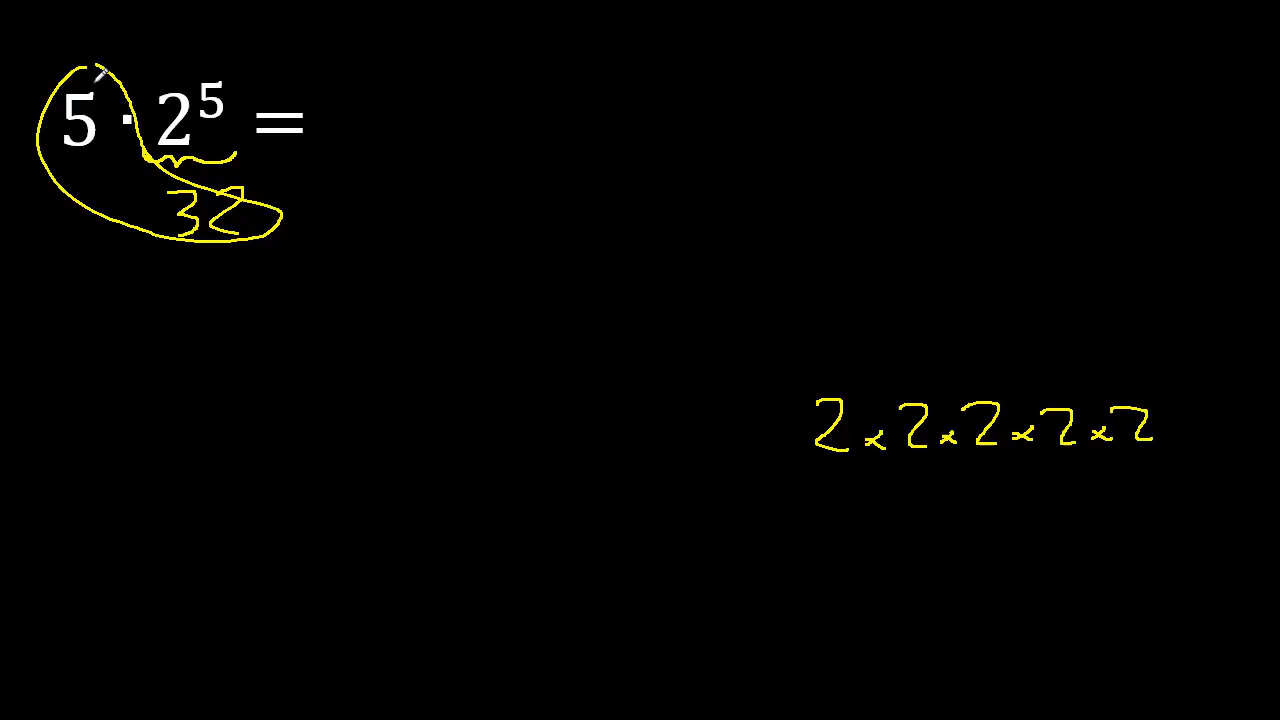 5 · 2⁵ =
32
2 × 2 × 2 × 2 × 2